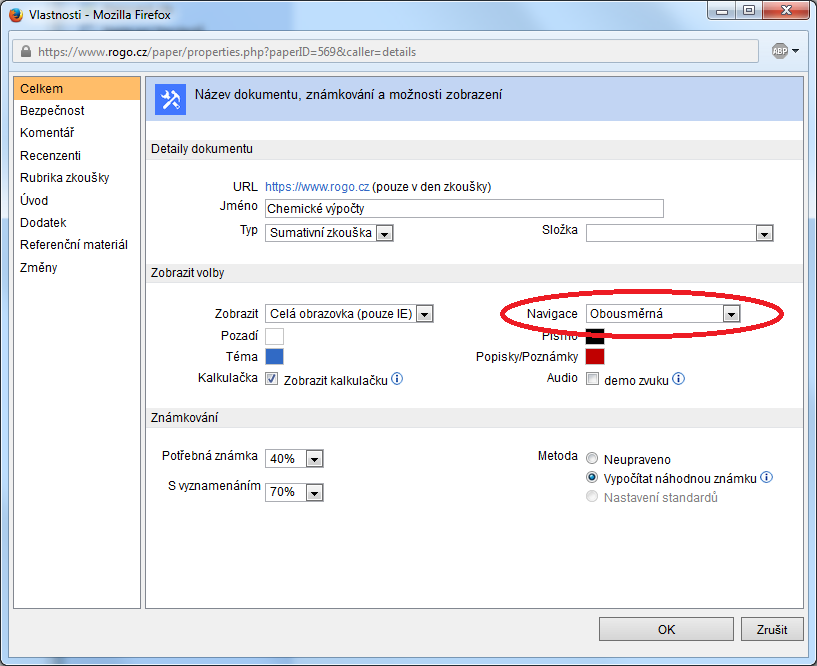 Vlastnosti - Mozilla Firefox
https://www.rogo.cz/paper/properties.php?paperID=569&caller=details
ABP
Celkem
Bezpečnost
Komentář
Recenzenti
Rubrika zkoušky
Úvod
Dodatek
Referenční materiál
Změny
Název dokumentu, známkování a možnosti zobrazení
Detaily dokumentu
URL https://www.rogo.cz (pouze v den zkoušky)
Jméno Chemické výpočty
Typ Sumativní zkouška Složka
Zobrazit volby
Zobrazit Celá obrazovka (pouze IE) Navigace Obousměrná
Pozadí Písmo
Téma Popisky/Poznámky
Kalkulačka Zobrazit kalkulačku Audio demo zvuku
Známkování
Potřebná známka 40% Metoda Neupraveno
S vyznamenáním 70% Vypočítat náhodnou známku
Nastavení standardů
OK Zrušit